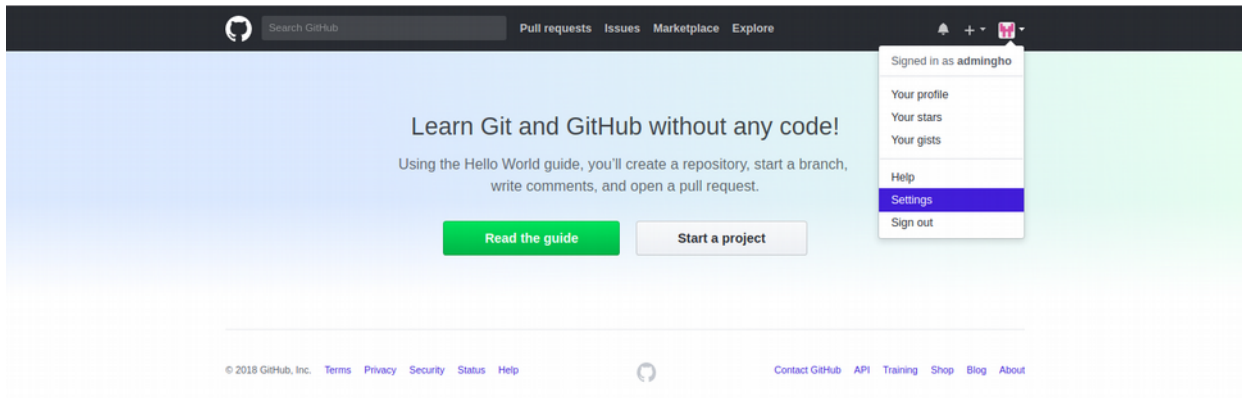 Search GitHub Pull requests Issues Marketplace Explore
Signed in as admingho
Your profile
Your stars
Your gists
Help
Settings
Sign out
Learn Git and GitHub without any code!
Using the Hello World guide, you'll create a repository, start a branch,
write comments, and open a pull request.
Read the guide Start a project
© 2018 GitHub, Inc. Terms Privacy Security Status Help Contact GitHub API Training Shop Blog About